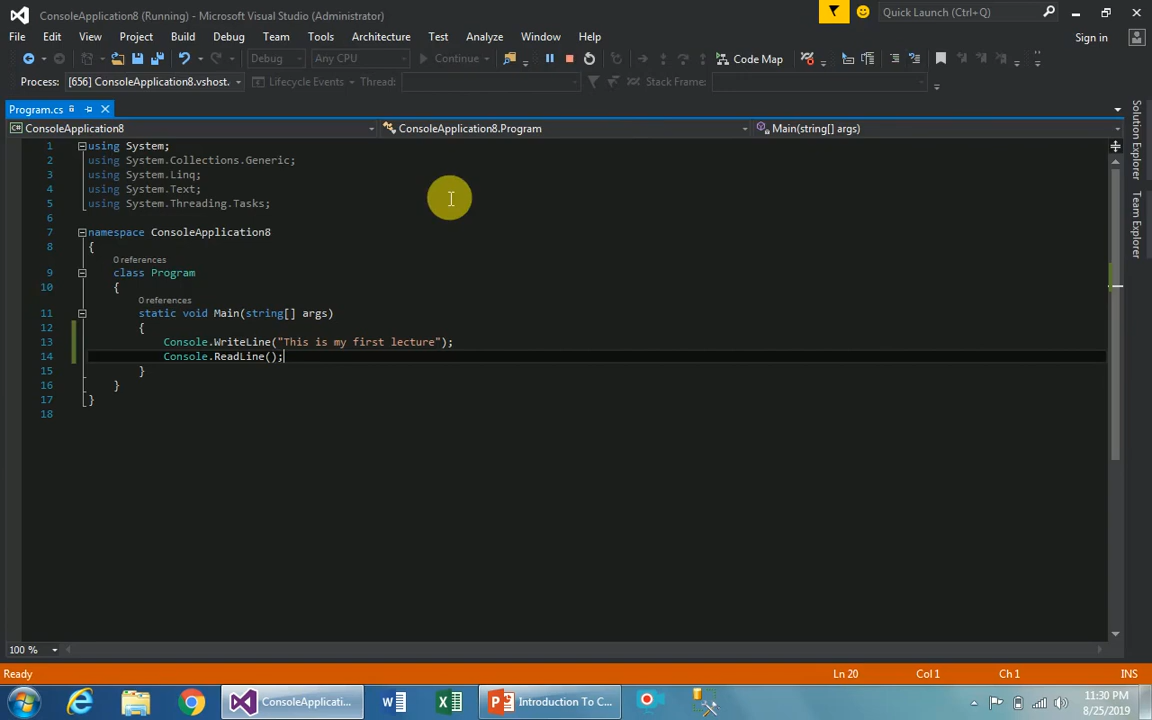 ConsoleApplication8 (Running) - Microsoft Visual Studio (Administrator)
Quick Launch (Ctrl+Q)
File Edit View Project Build Debug Team Tools Architecture Test Analyze Window Help
Sign in
Debug Any CPU Continue Code Map
Process: [656] ConsoleApplication8.vshost. Lifecycle Events Thread: Stack Frame:
Program.cs
ConsoleApplication8 ConsoleApplication8.Program Main(string[] args)
Solution Explorer
Team Explorer
1 using System;
2 using System.Collections.Generic;
3 using System.Linq;
4 using System.Text;
5 using System.Threading.Tasks;
6
7 namespace ConsoleApplication8
8 {
0 references
9 class Program
10 {
0 references
11 static void Main(string[] args)
12 {
13 Console.WriteLine("This is my first lecture");
14 Console.ReadLine();
15 }
16 }
17 }
18
100 %
Ready Ln 20 Col 1 Ch 1 INS
ConsoleApplicati... Introduction To C...
11:30 PM
8/25/2019